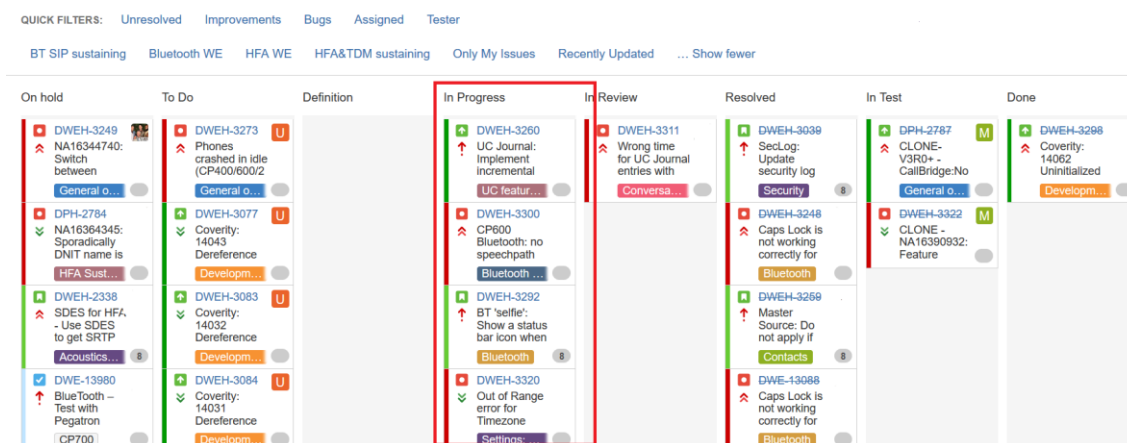 QUICK FILTERS: Unresolved Improvements Bugs Assigned Tester
BT SIP sustaining Bluetooth WE HFA WE HFA&TDM sustaining Only My Issues Recently Updated … Show fewer
On hold
DWEH-3249
NA16344740:
Switch
between
General o...
DPH-2784
NA16364345:
Sporadically
DNIT name is
HFA Sust...
DWEH-2338
SDES for HFA
- Use SDES
to get SRTP
Acoustics...
8
DWE-13980
BlueTooth –
Test with
Pegatron
CP700
To Do
DWEH-3273
U
Phones
crashed in idle
(CP400/600/2
General o...
DWEH-3077
U
Coverity:
14043
Dereference
Developm...
DWEH-3083
U
Coverity:
14032
Dereference
Developm...
DWEH-3084
U
Coverity:
14031
Dereference
Developm...
Definition
In Progress
DWEH-3260
UC Journal:
Implement
incremental
UC featur...
DWEH-3300
CP600
Bluetooth: no
speechpath
Bluetooth ...
DWEH-3292
BT 'selfie':
Show a status
bar icon when
Bluetooth
8
DWEH-3320
Out of Range
error for
Timezone
Settings: ...
In Review
DWEH-3311
Wrong time
for UC Journal
entries with
Conversa...
Resolved
DWEH-3039
SecLog:
Update
security log
Security
8
DWEH-3248
Caps Lock is
not working
correctly for
Bluetooth
DWEH-3259
Master
Source: Do
not apply if
Contacts
8
DWE-13088
Caps Lock is
not working
correctly for
Bluetooth
In Test
DPH-2787
M
CLONE-
V3R0+ -
CallBridge:No
General o...
DWEH-3322
M
CLONE -
NA16390932:
Feature
Done
DWEH-3298
Coverity:
14062
Uninitialized
Developm...